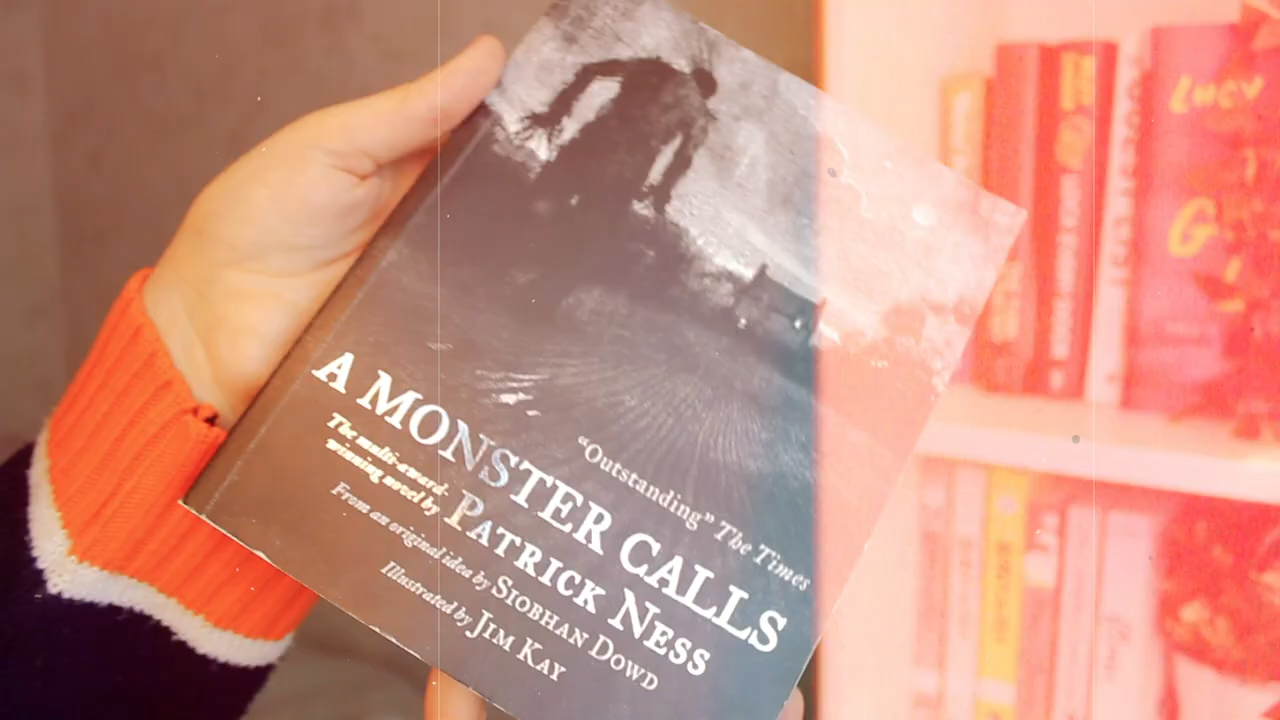 "Outstanding" The Times
A MONSTER CALLS
The multi-award-
winning novel by PATRICK NESS
From an original idea by SIOBHAN DOWD
Illustrated by JIM KAY
LUCY